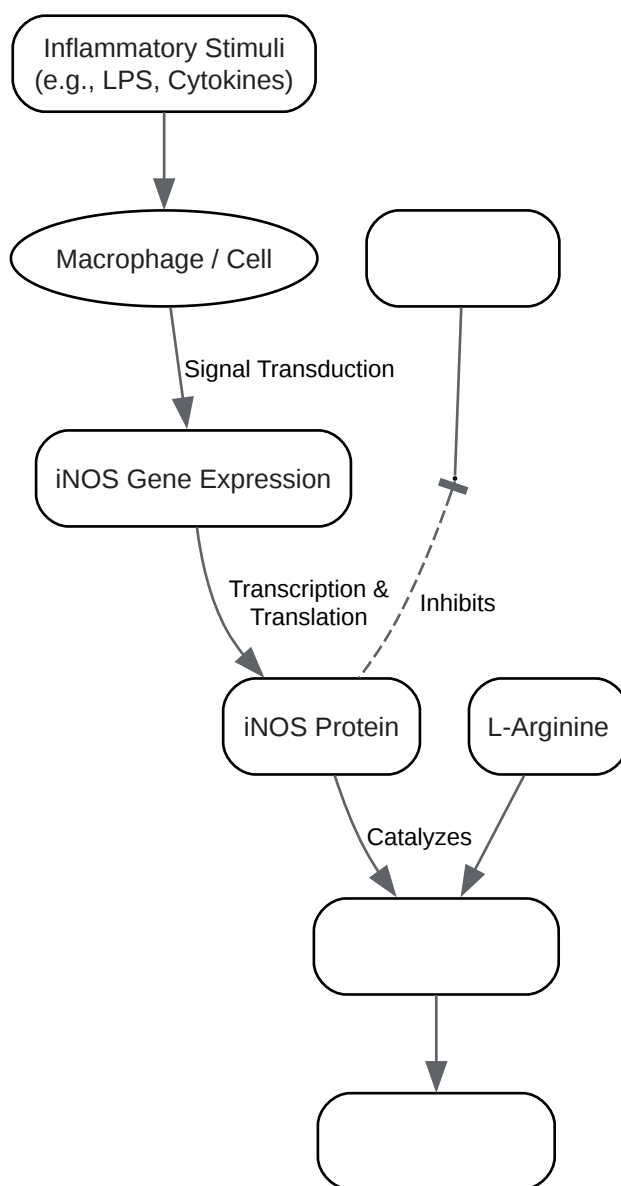 Inflammatory Stimuli
(e.g., LPS, Cytokines)
Macrophage / Cell
Signal Transduction
iNOS Gene Expression
Transcription &
Translation
Inhibits
iNOS Protein
L-Arginine
Catalyzes